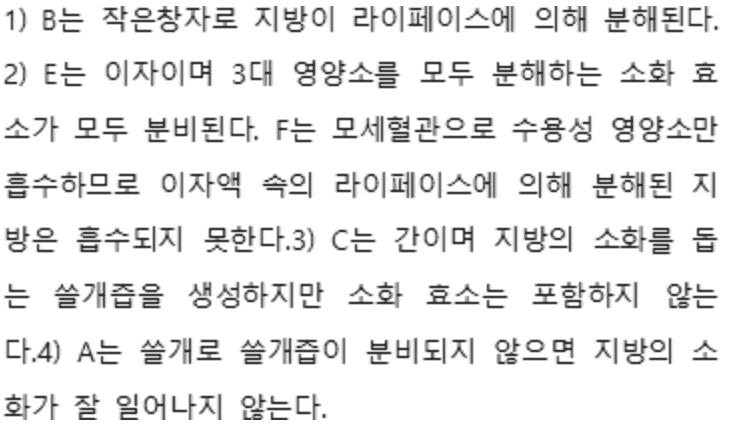 1) B는 작은창자로 지방이 라이페이스에 의해 분해된다.
2) E는 이자이며 3대 영양소를 모두 분해하는 소화 효
소가 모두 분비된다. F는 모세혈관으로 수용성 영양소만
흡수하므로 이자액 속의 라이페이스에 의해 분해된 지
방은 흡수되지 못한다.3) C는 간이며 지방의 소화를 돕
는 쓸개즙을 생성하지만 소화 효소는 포함하지 않는
다.4) A는 쓸개로 쓸개즙이 분비되지 않으면 지방의 소
화가 잘 일어나지 않는다.